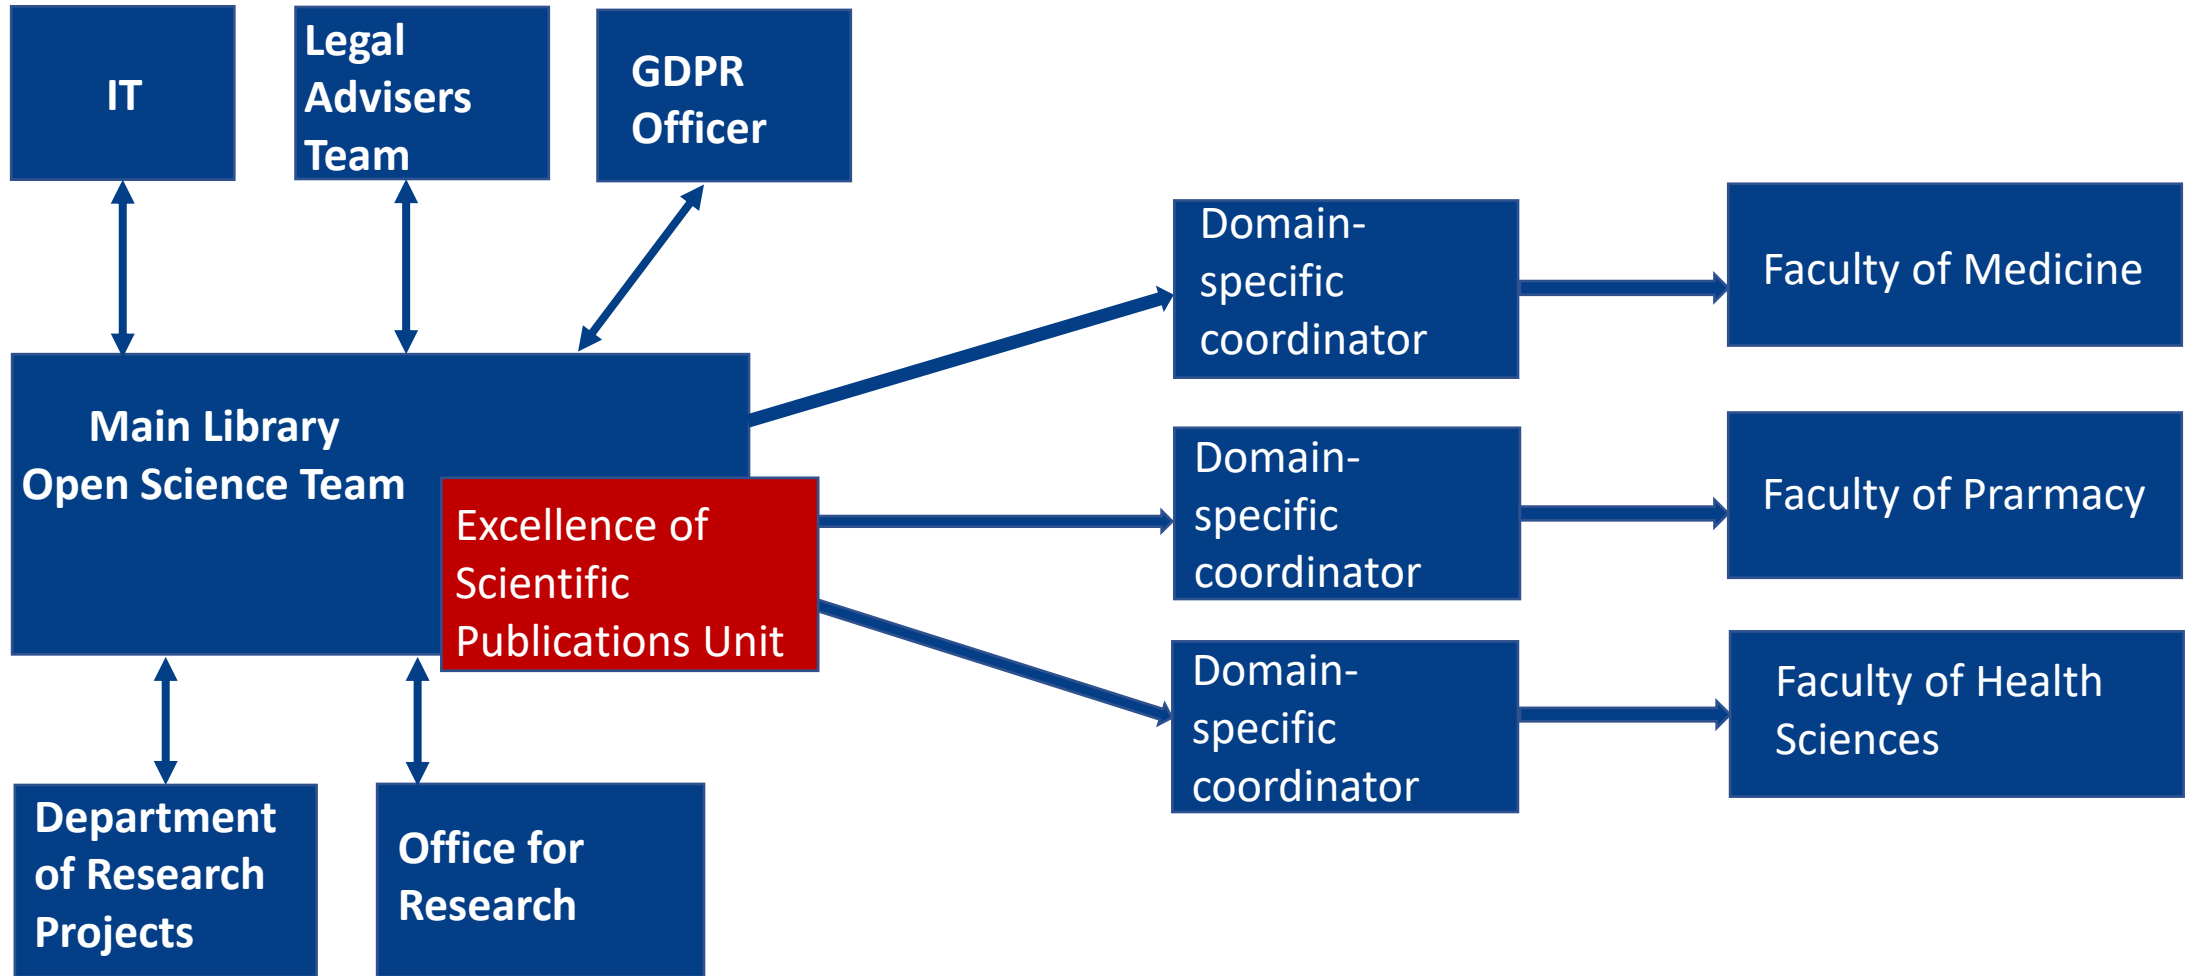 IT
Legal
Advisers
Team
GDPR
Officer
Main Library
Open Science Team
Excellence of
Scientific
Publications Unit
Department
of Research
Projects
Office for
Research
Domain-
specific
coordinator
Faculty of Medicine
Domain-
specific
coordinator
Faculty of Prarmacy
Domain-
specific
coordinator
Faculty of Health
Sciences